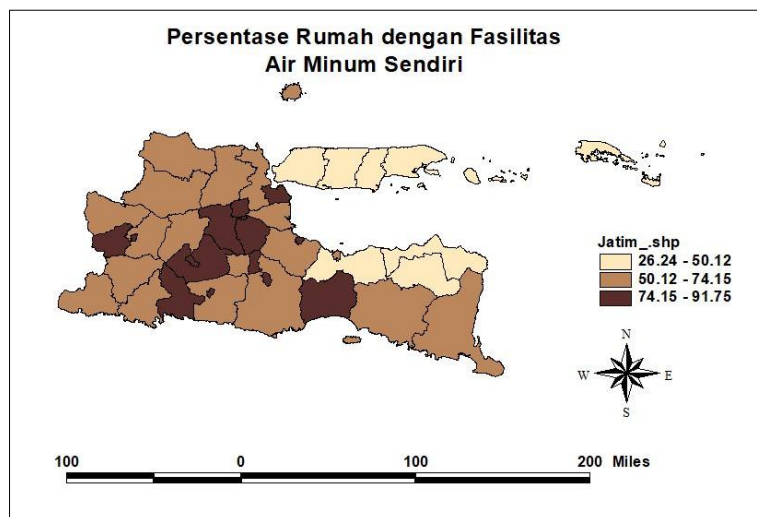 Persentase Rumah dengan Fasilitas
Air Minum Sendiri
Jatim_.shp
26.24 - 50.12
50.12 - 74.15
74.15 - 91.75
N
W E
S
100 0 100 200 Miles